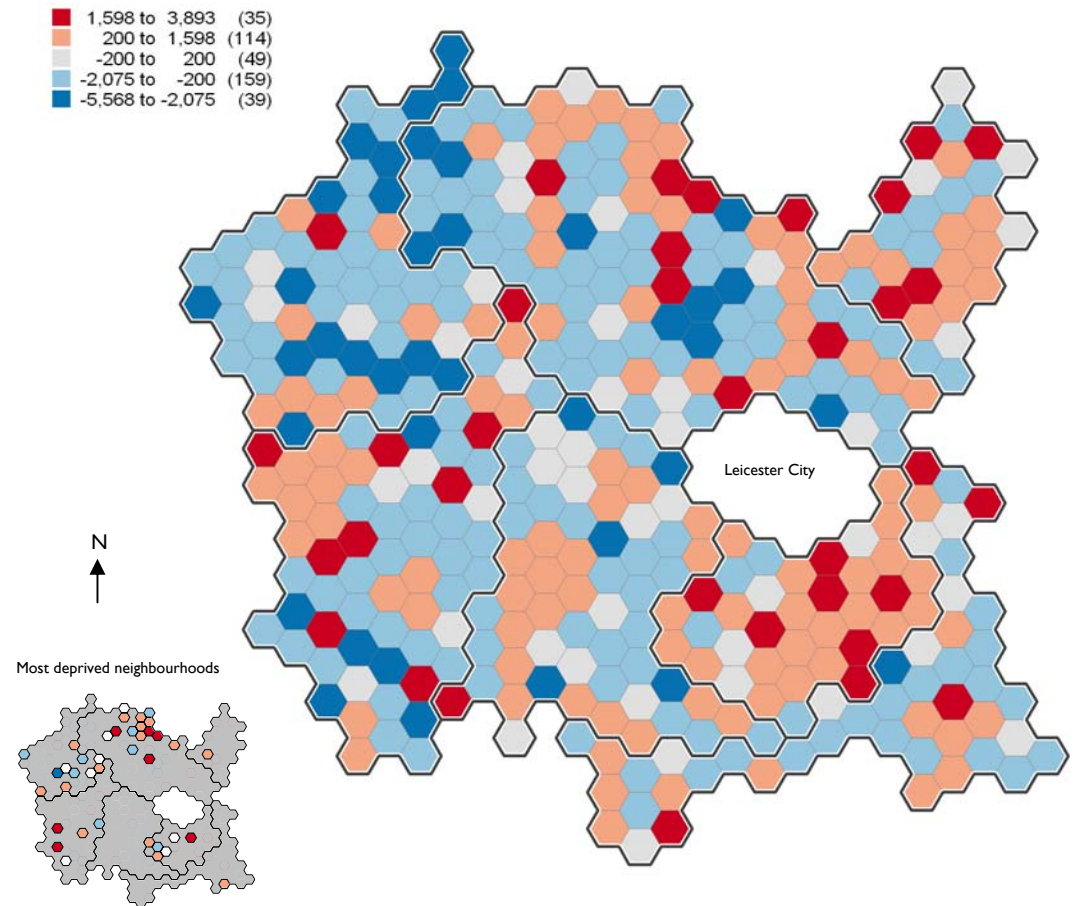 1,598 to 3,893 (35)
200 to 1,598 (114)
-200 to 200 (49)
-2,075 to -200 (159)
-5,568 to -2,075 (39)
Leicester City
N
Most deprived neighbourhoods